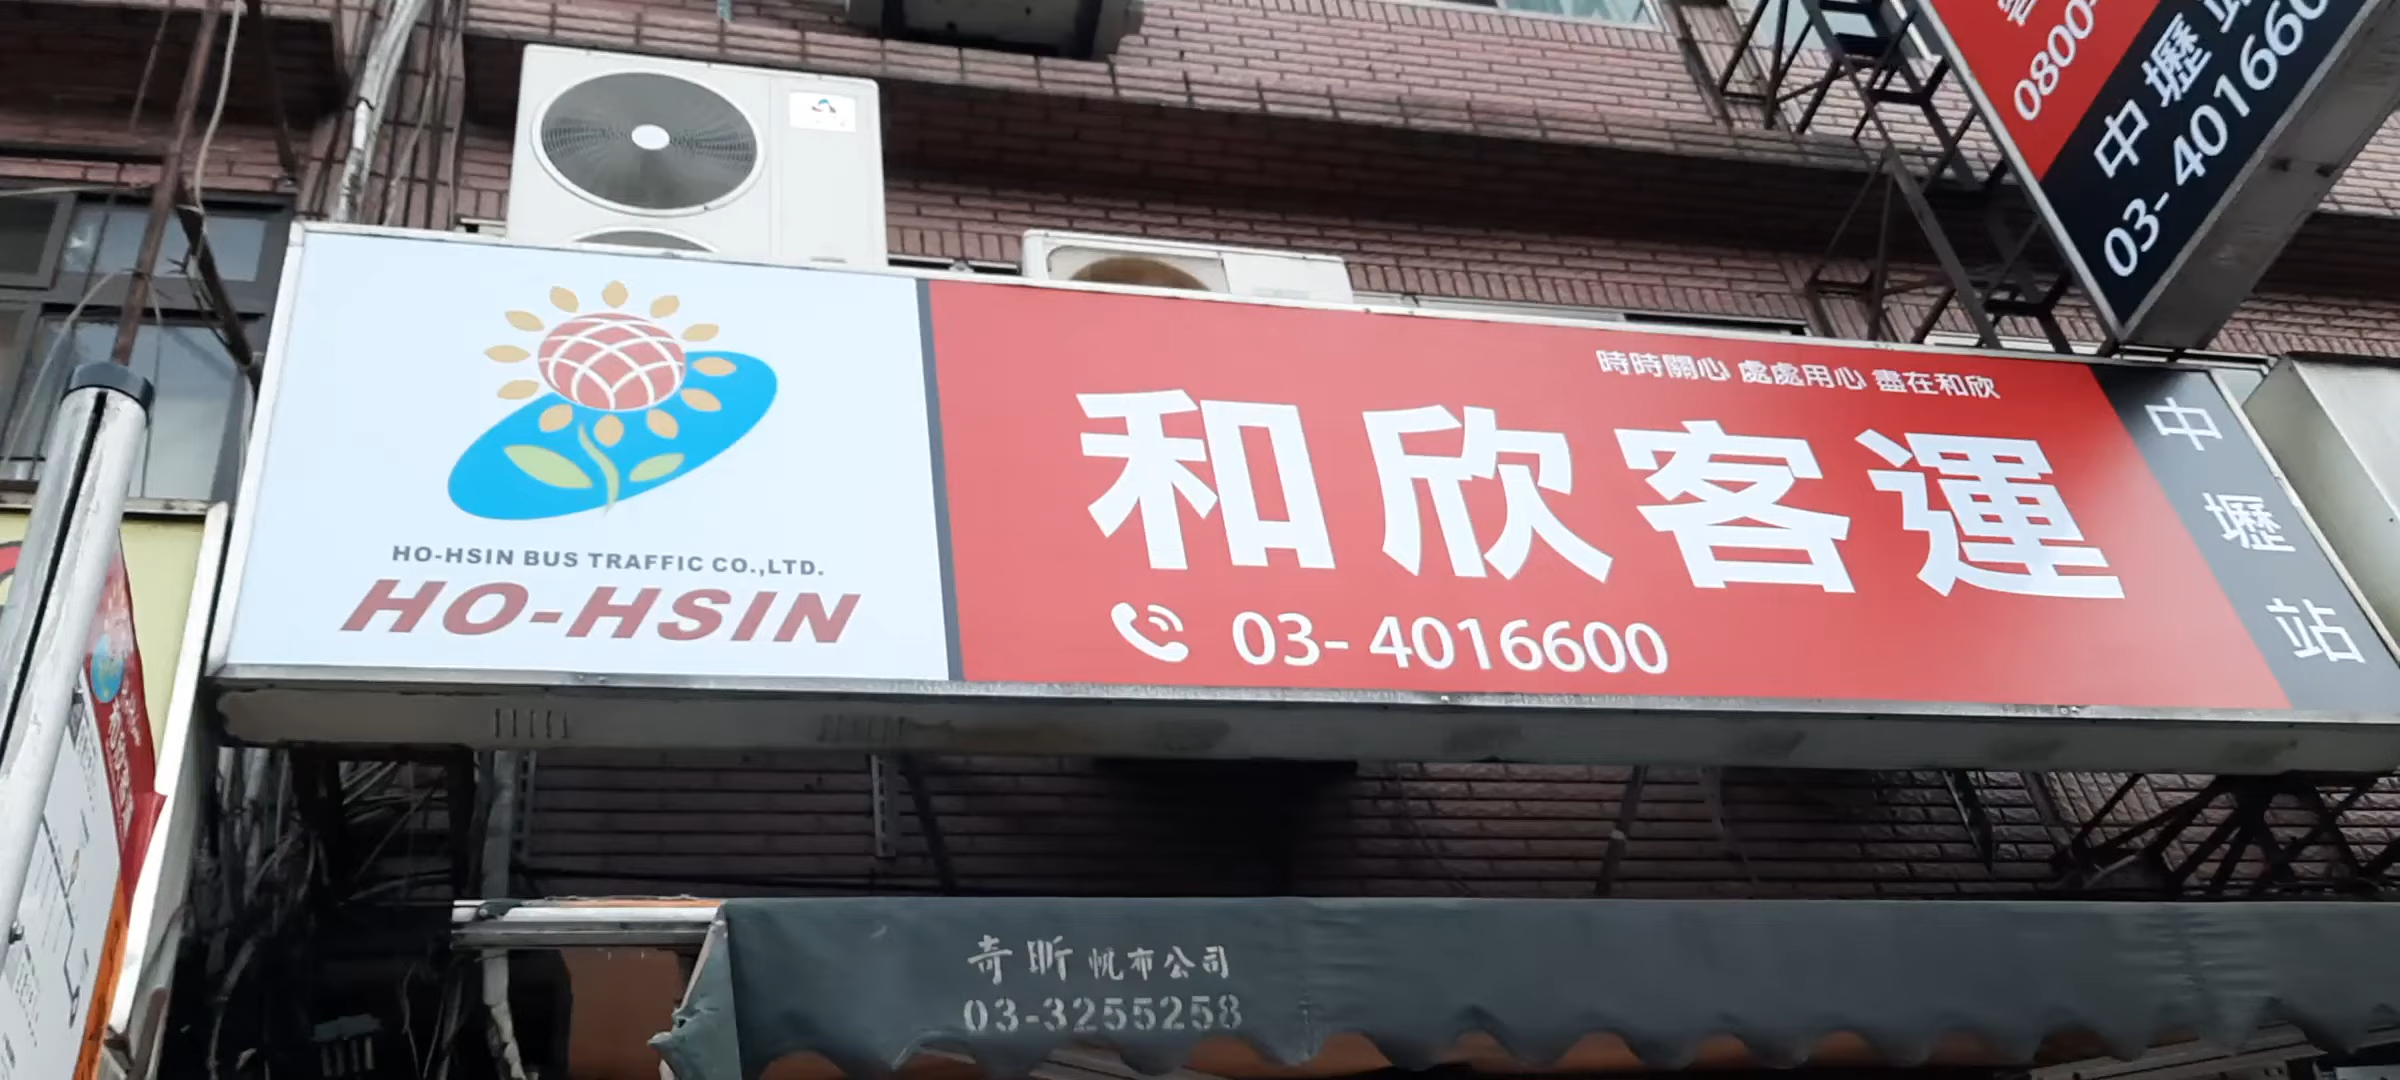 0800-
中壢站
03-401660
時時關心 處處用心 盡在和欣
和欣客運
03-4016600
中壢站
HO-HSIN BUS TRAFFIC CO.,LTD.
HO-HSIN
奇昕帆布公司
03-3255258